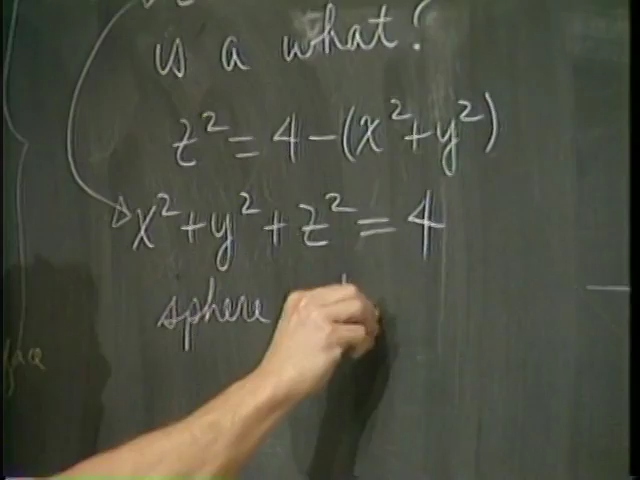 is a what?
z² = 4 - (x² + y²)
x² + y² + z² = 4
sphere